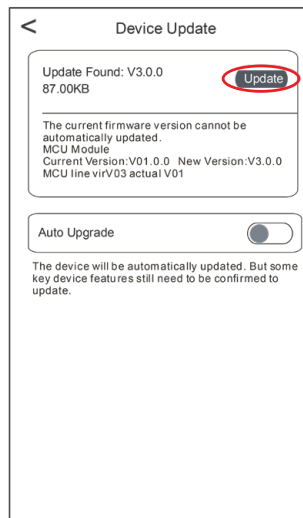 < Device Update
Update Found: V3.0.0
Update
87.00KB
The current firmware version cannot be
automatically updated.
MCU Module
Current Version:V01.0.0 New Version:V3.0.0
MCU line virV03 actual V01
Auto Upgrade
The device will be automatically updated. But some
key device features still need to be confirmed to
update.